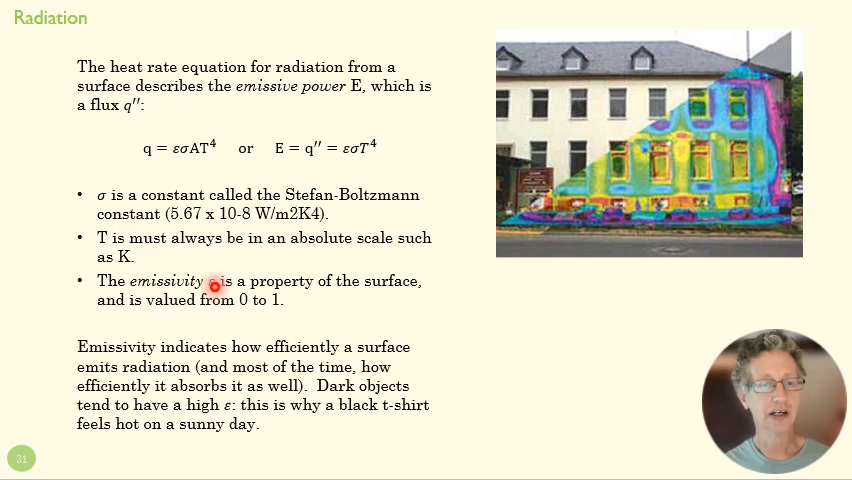 Radiation
The heat rate equation for radiation from a
surface describes the emissive power E, which is
a flux q′′:
q = εσAT⁴ or E = q′′ = εσT⁴
• σ is a constant called the Stefan-Boltzmann
constant (5.67 x 10-8 W/m2K4).
• T is must always be in an absolute scale such
as K.
• The emissivity ε is a property of the surface,
and is valued from 0 to 1.
Emissivity indicates how efficiently a surface
emits radiation (and most of the time, how
efficiently it absorbs it as well). Dark objects
tend to have a high ε: this is why a black t-shirt
feels hot on a sunny day.
31